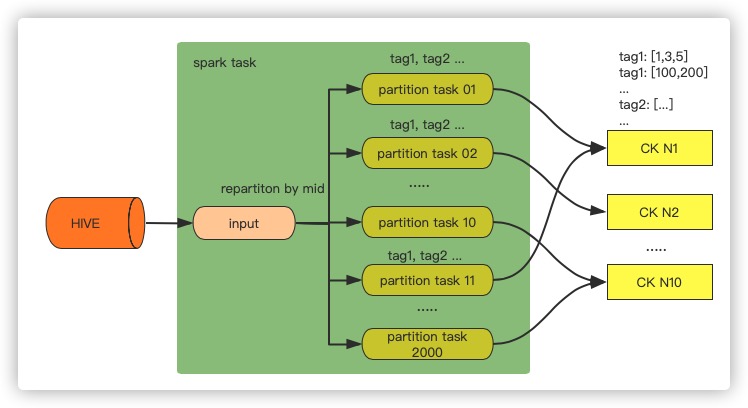 spark task
tag1, tag2 ...
partition task 01
tag1, tag2 ...
partition task 02
.....
repartiton by mid
HIVE
input
partition task 10
tag1, tag2 ...
partition task 11
.....
partition task
2000
tag1: [1,3,5]
tag1: [100,200]
...
tag2: [...]
...
CK N1
CK N2
.....
CK N10